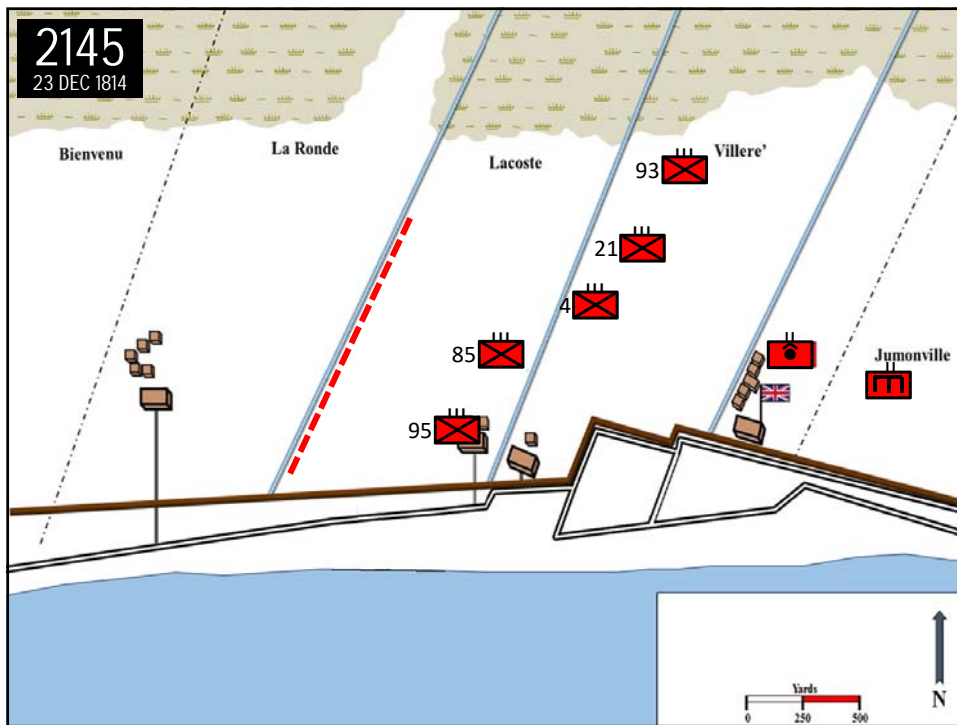 2145
23 DEC 1814
Bienvenu
La Ronde
Lacoste
Villere'
93
21
4
85
95
Jumonville
Yards
0 250 500
N